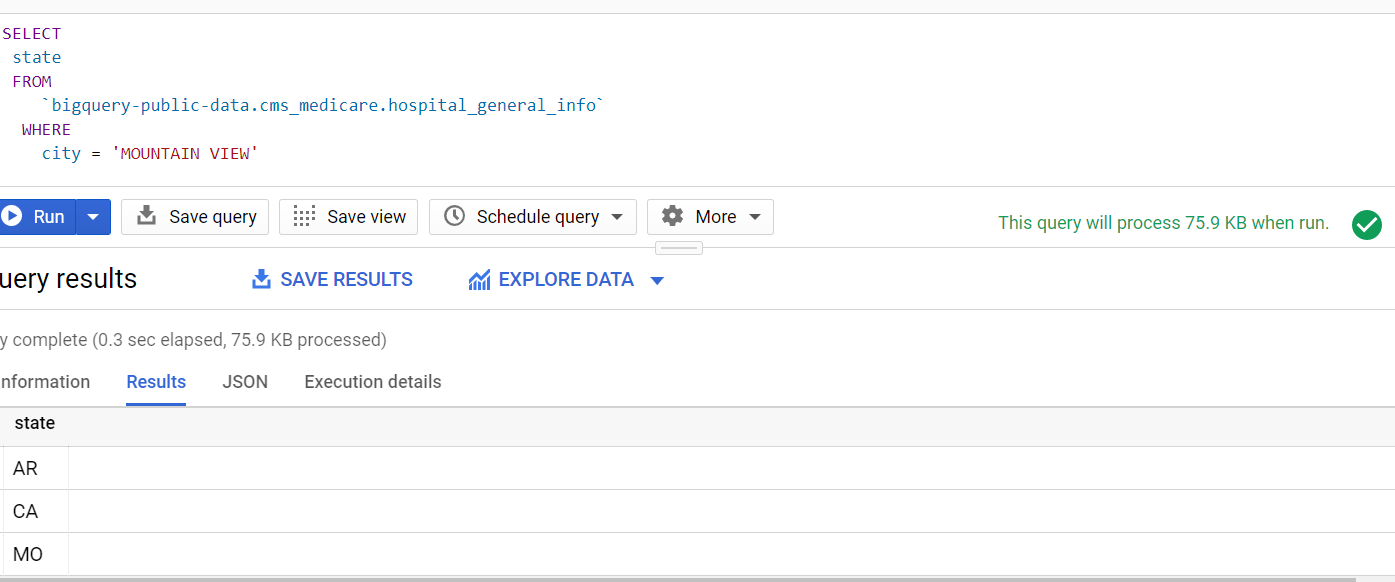 SELECT
state
FROM
`bigquery-public-data.cms_medicare.hospital_general_info`
WHERE
city = 'MOUNTAIN VIEW'
Run Save query Save view Schedule query More This query will process 75.9 KB when run.
uery results SAVE RESULTS EXPLORE DATA
y complete (0.3 sec elapsed, 75.9 KB processed)
nformation Results JSON Execution details
state
AR
CA
MO